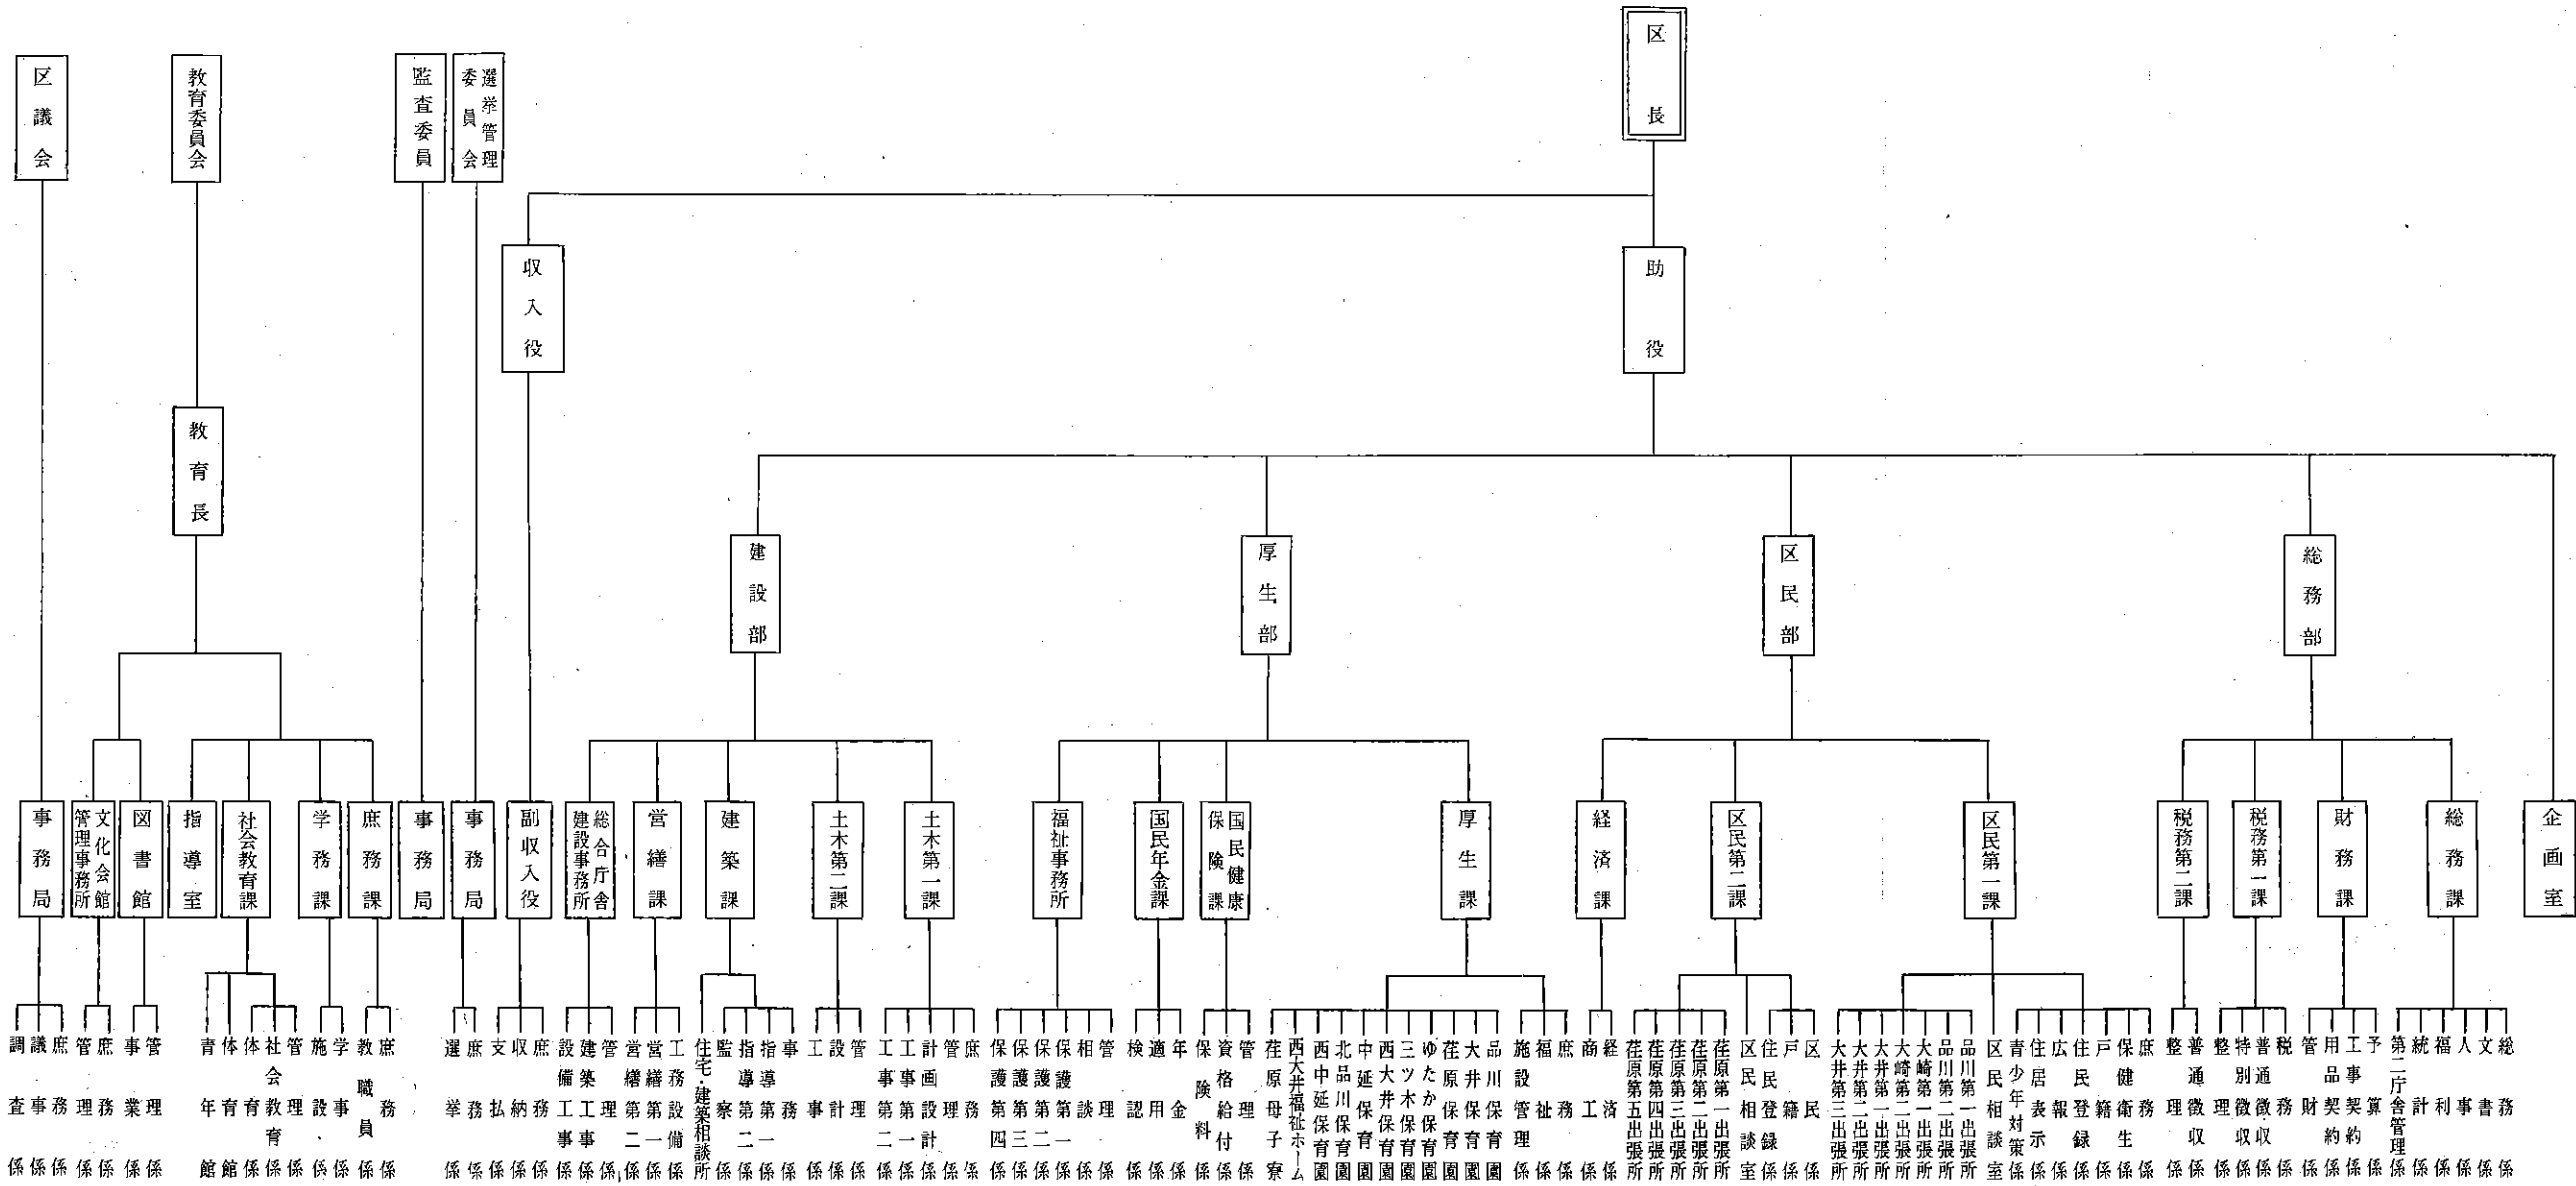 区長
助役
収入役
選挙管理委員会
監査委員
教育委員会
区議会
教育長
総務部
区民部
厚生部
建設部
企画室
総務課
財務課
税務第一課
税務第二課
区民第一課
区民第二課
経済課
厚生課
国民健康保険課
国民年金課
福祉事務所
土木第一課
土木第二課
建築課
営繕課
総合庁舎建設事務所
副収入役
事務局
事務局
庶務課
学務課
社会教育課
指導室
図書館
文化会館管理事務所
事務局
総務係
文書係
人事係
福利係
統計係
第二庁舎管理係
予算係
工事契約係
用品契約係
管財係
税務係
普通徴収係
特別徴収係
整理係
普通徴収係
整理係
庶務係
保健衛生係
戸籍係
住民登録係
広報係
住居表示係
青少年対策係
区民相談室
品川第一出張所
品川第二出張所
大崎第一出張所
大崎第二出張所
大井第一出張所
大井第二出張所
大井第三出張所
区民係
戸籍係
住民登録係
区民相談室
荏原第一出張所
荏原第二出張所
荏原第三出張所
荏原第四出張所
荏原第五出張所
経済係
商工係
庶務係
福祉係
施設管理係
品川保育園
大井保育園
荏原保育園
ゆたか保育園
三ツ木保育園
西大井保育園
中延保育園
北品川保育園
西中延保育園
西大井福祉ホーム
荏原母子寮
管理係
資格給付係
保険料係
年金係
適用係
検認係
管理係
相談係
保護第一係
保護第二係
保護第三係
保護第四係
庶務係
管理係
計画設計係
工事第一係
工事第二係
管理係
設計係
工事係
事務係
指導第一係
指導第二係
監察係
住宅・建築相談所
工務設備係
営繕第一係
営繕第二係
管理係
建築工事係
設備工事係
庶務係
収納係
支払係
庶務係
選挙係
庶務係
教職員係
学事係
施設係
管理係
社会教育係
体育係
体育館
青年館
管理係
事業係
庶務係
管理係
庶務係
議事係
調査係